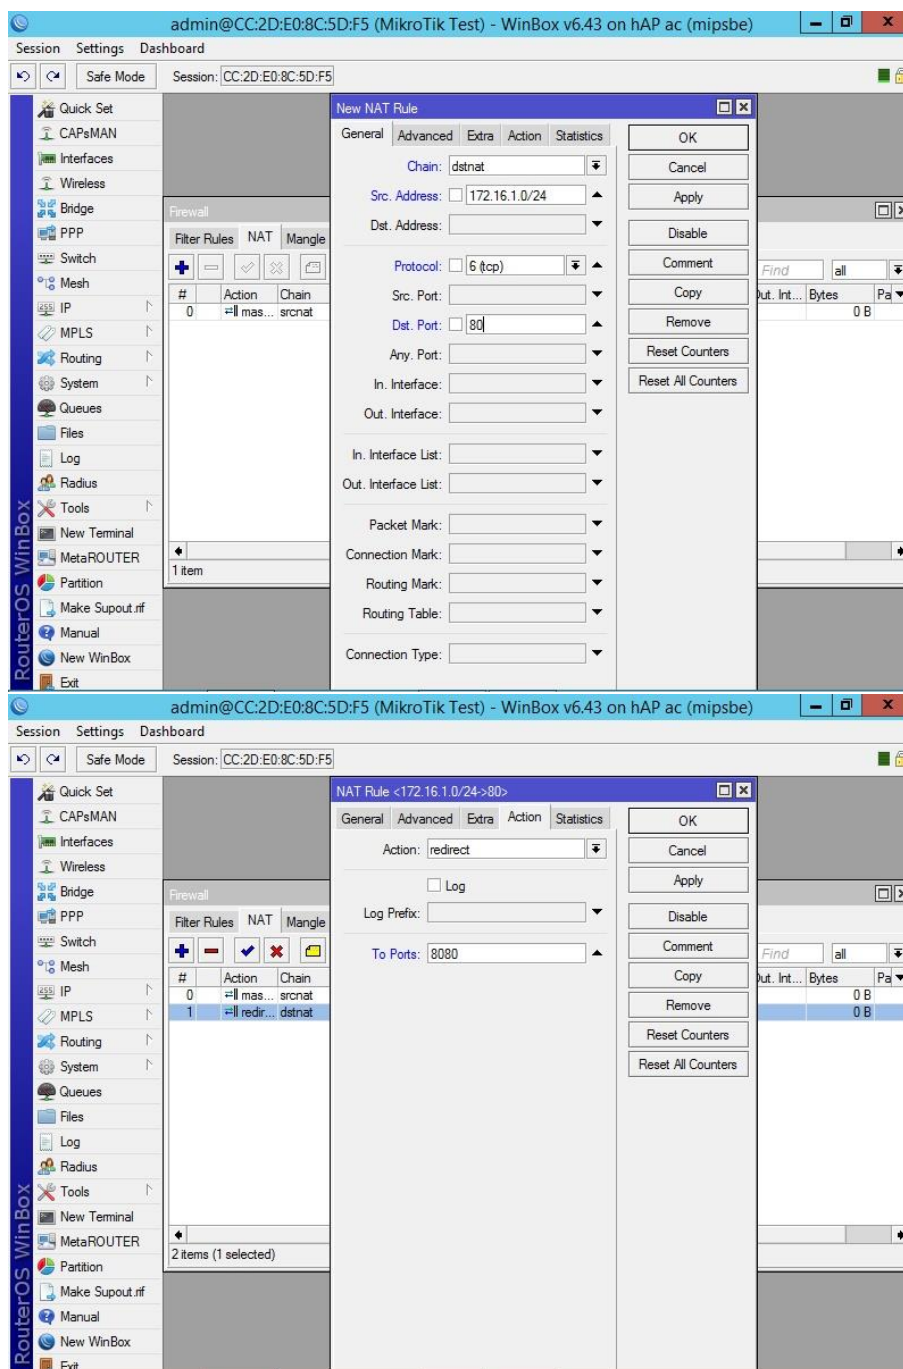 admin@CC:2D:E0:8C:5D:F5 (MikroTik Test) - WinBox v6.43 on hAP ac (mipsbe)
Session Settings Dashboard
Safe Mode Session: CC:2D:E0:8C:5D:F5
Quick Set
CAPsMAN
Interfaces
Wireless
Bridge
PPP
Switch
Mesh
IP
MPLS
Routing
System
Queues
Files
Log
Radius
Tools
New Terminal
MetaROUTER
Partition
Make Supout.rif
Manual
New WinBox
Exit
RouterOS WinBox
Firewall
Filter Rules NAT Mangle
Find all
# Action Chain Out. Int... Bytes Pa
0 mas... srcnat 0 B
1 item
New NAT Rule
General Advanced Extra Action Statistics
Chain: dstnat
Src. Address: 172.16.1.0/24
Dst. Address:
Protocol: 6 (tcp)
Src. Port:
Dst. Port: 80
Any. Port:
In. Interface:
Out. Interface:
In. Interface List:
Out. Interface List:
Packet Mark:
Connection Mark:
Routing Mark:
Routing Table:
Connection Type:
OK
Cancel
Apply
Disable
Comment
Copy
Remove
Reset Counters
Reset All Counters
admin@CC:2D:E0:8C:5D:F5 (MikroTik Test) - WinBox v6.43 on hAP ac (mipsbe)
Session Settings Dashboard
Safe Mode Session: CC:2D:E0:8C:5D:F5
Quick Set
CAPsMAN
Interfaces
Wireless
Bridge
PPP
Switch
Mesh
IP
MPLS
Routing
System
Queues
Files
Log
Radius
Tools
New Terminal
MetaROUTER
Partition
Make Supout.rif
Manual
New WinBox
Exit
RouterOS WinBox
Firewall
Filter Rules NAT Mangle
Find all
# Action Chain Out. Int... Bytes Pa
0 mas... srcnat 0 B
1 redir... dstnat 0 B
2 items (1 selected)
NAT Rule <172.16.1.0/24->80>
General Advanced Extra Action Statistics
Action: redirect
Log
Log Prefix:
To Ports: 8080
OK
Cancel
Apply
Disable
Comment
Copy
Remove
Reset Counters
Reset All Counters